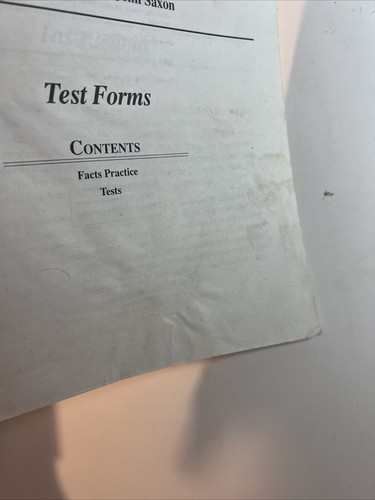 Saxon
Test Forms
CONTENTS
Facts Practice
Tests